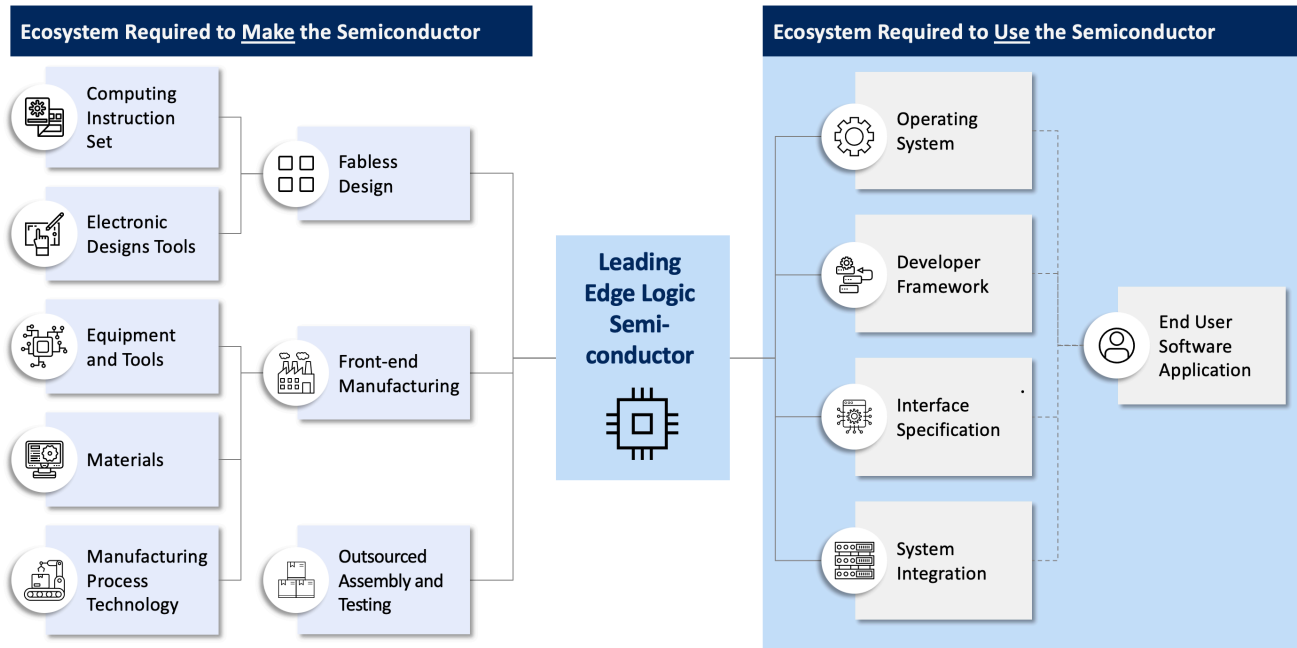 Ecosystem Required to Make the Semiconductor
Computing
Instruction
Set
Electronic
Designs Tools
Equipment
and Tools
Materials
Manufacturing
Process
Technology
Fabless
Design
Front-end
Manufacturing
Outsourced
Assembly and
Testing
Leading
Edge Logic
Semi-
conductor
Ecosystem Required to Use the Semiconductor
Operating
System
Developer
Framework
Interface
Specification
System
Integration
End User
Software
Application